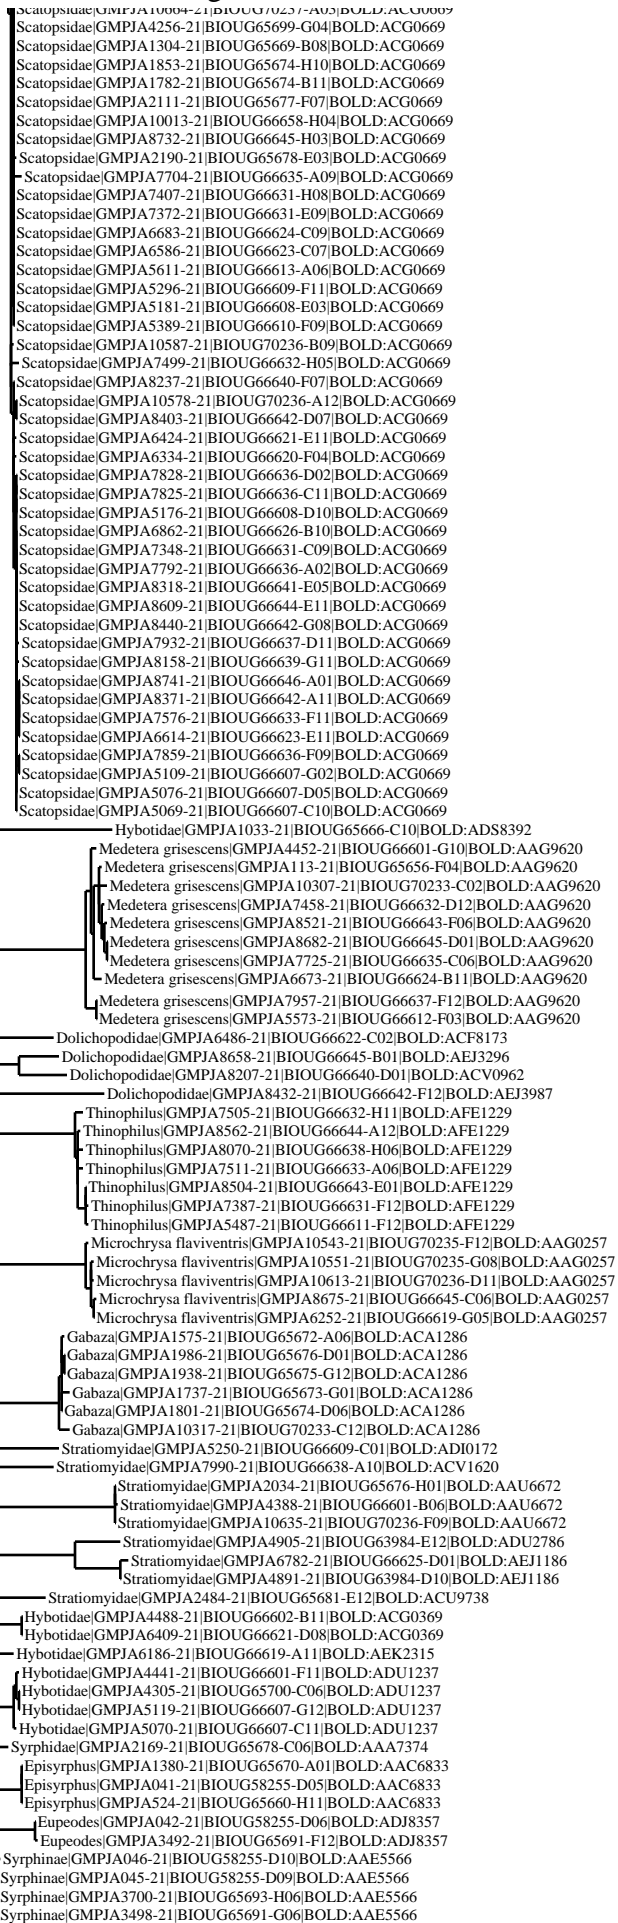 Scatopsidae|GMPJA10664-21|BIOUG70237-A03|BOLD:ACG0669
Scatopsidae|GMPJA4256-21|BIOUG65699-G04|BOLD:ACG0669
Scatopsidae|GMPJA1304-21|BIOUG65669-B08|BOLD:ACG0669
Scatopsidae|GMPJA1853-21|BIOUG65674-H10|BOLD:ACG0669
Scatopsidae|GMPJA1782-21|BIOUG65674-B11|BOLD:ACG0669
Scatopsidae|GMPJA2111-21|BIOUG65677-F07|BOLD:ACG0669
Scatopsidae|GMPJA10013-21|BIOUG66658-H04|BOLD:ACG0669
Scatopsidae|GMPJA8732-21|BIOUG66645-H03|BOLD:ACG0669
Scatopsidae|GMPJA2190-21|BIOUG65678-E03|BOLD:ACG0669
Scatopsidae|GMPJA7704-21|BIOUG66635-A09|BOLD:ACG0669
Scatopsidae|GMPJA7407-21|BIOUG66631-H08|BOLD:ACG0669
Scatopsidae|GMPJA7372-21|BIOUG66631-E09|BOLD:ACG0669
Scatopsidae|GMPJA6683-21|BIOUG66624-C09|BOLD:ACG0669
Scatopsidae|GMPJA6586-21|BIOUG66623-C07|BOLD:ACG0669
Scatopsidae|GMPJA5611-21|BIOUG66613-A06|BOLD:ACG0669
Scatopsidae|GMPJA5296-21|BIOUG66609-F11|BOLD:ACG0669
Scatopsidae|GMPJA5181-21|BIOUG66608-E03|BOLD:ACG0669
Scatopsidae|GMPJA5389-21|BIOUG66610-F09|BOLD:ACG0669
Scatopsidae|GMPJA10587-21|BIOUG70236-B09|BOLD:ACG0669
Scatopsidae|GMPJA7499-21|BIOUG66632-H05|BOLD:ACG0669
Scatopsidae|GMPJA8237-21|BIOUG66640-F07|BOLD:ACG0669
Scatopsidae|GMPJA10578-21|BIOUG70236-A12|BOLD:ACG0669
Scatopsidae|GMPJA8403-21|BIOUG66642-D07|BOLD:ACG0669
Scatopsidae|GMPJA6424-21|BIOUG66621-E11|BOLD:ACG0669
Scatopsidae|GMPJA6334-21|BIOUG66620-F04|BOLD:ACG0669
Scatopsidae|GMPJA7828-21|BIOUG66636-D02|BOLD:ACG0669
Scatopsidae|GMPJA7825-21|BIOUG66636-C11|BOLD:ACG0669
Scatopsidae|GMPJA5176-21|BIOUG66608-D10|BOLD:ACG0669
Scatopsidae|GMPJA6862-21|BIOUG66626-B10|BOLD:ACG0669
Scatopsidae|GMPJA7348-21|BIOUG66631-C09|BOLD:ACG0669
Scatopsidae|GMPJA7792-21|BIOUG66636-A02|BOLD:ACG0669
Scatopsidae|GMPJA8318-21|BIOUG66641-E05|BOLD:ACG0669
Scatopsidae|GMPJA8609-21|BIOUG66644-E11|BOLD:ACG0669
Scatopsidae|GMPJA8440-21|BIOUG66642-G08|BOLD:ACG0669
Scatopsidae|GMPJA7932-21|BIOUG66637-D11|BOLD:ACG0669
Scatopsidae|GMPJA8158-21|BIOUG66639-G11|BOLD:ACG0669
Scatopsidae|GMPJA8741-21|BIOUG66646-A01|BOLD:ACG0669
Scatopsidae|GMPJA8371-21|BIOUG66642-A11|BOLD:ACG0669
Scatopsidae|GMPJA7576-21|BIOUG66633-F11|BOLD:ACG0669
Scatopsidae|GMPJA6614-21|BIOUG66623-E11|BOLD:ACG0669
Scatopsidae|GMPJA7859-21|BIOUG66636-F09|BOLD:ACG0669
Scatopsidae|GMPJA5109-21|BIOUG66607-G02|BOLD:ACG0669
Scatopsidae|GMPJA5076-21|BIOUG66607-D05|BOLD:ACG0669
Scatopsidae|GMPJA5069-21|BIOUG66607-C10|BOLD:ACG0669
Hybotidae|GMPJA1033-21|BIOUG65666-C10|BOLD:ADS8392
Medetera grisescens|GMPJA4452-21|BIOUG66601-G10|BOLD:AAG9620
Medetera grisescens|GMPJA113-21|BIOUG65656-F04|BOLD:AAG9620
Medetera grisescens|GMPJA10307-21|BIOUG70233-C02|BOLD:AAG9620
Medetera grisescens|GMPJA7458-21|BIOUG66632-D12|BOLD:AAG9620
Medetera grisescens|GMPJA8521-21|BIOUG66643-F06|BOLD:AAG9620
Medetera grisescens|GMPJA8682-21|BIOUG66645-D01|BOLD:AAG9620
Medetera grisescens|GMPJA7725-21|BIOUG66635-C06|BOLD:AAG9620
Medetera grisescens|GMPJA6673-21|BIOUG66624-B11|BOLD:AAG9620
Medetera grisescens|GMPJA7957-21|BIOUG66637-F12|BOLD:AAG9620
Medetera grisescens|GMPJA5573-21|BIOUG66612-F03|BOLD:AAG9620
Dolichopodidae|GMPJA6486-21|BIOUG66622-C02|BOLD:ACF8173
Dolichopodidae|GMPJA8658-21|BIOUG66645-B01|BOLD:AEJ3296
Dolichopodidae|GMPJA8207-21|BIOUG66640-D01|BOLD:ACV0962
Dolichopodidae|GMPJA8432-21|BIOUG66642-F12|BOLD:AEJ3987
Thinophilus|GMPJA7505-21|BIOUG66632-H11|BOLD:AFE1229
Thinophilus|GMPJA8562-21|BIOUG66644-A12|BOLD:AFE1229
Thinophilus|GMPJA8070-21|BIOUG66638-H06|BOLD:AFE1229
Thinophilus|GMPJA7511-21|BIOUG66633-A06|BOLD:AFE1229
Thinophilus|GMPJA8504-21|BIOUG66643-E01|BOLD:AFE1229
Thinophilus|GMPJA7387-21|BIOUG66631-F12|BOLD:AFE1229
Thinophilus|GMPJA5487-21|BIOUG66611-F12|BOLD:AFE1229
Microchrysa flaviventris|GMPJA10543-21|BIOUG70235-F12|BOLD:AAG0257
Microchrysa flaviventris|GMPJA10551-21|BIOUG70235-G08|BOLD:AAG0257
Microchrysa flaviventris|GMPJA10613-21|BIOUG70236-D11|BOLD:AAG0257
Microchrysa flaviventris|GMPJA8675-21|BIOUG66645-C06|BOLD:AAG0257
Microchrysa flaviventris|GMPJA6252-21|BIOUG66619-G05|BOLD:AAG0257
Gabaza|GMPJA1575-21|BIOUG65672-A06|BOLD:ACA1286
Gabaza|GMPJA1986-21|BIOUG65676-D01|BOLD:ACA1286
Gabaza|GMPJA1938-21|BIOUG65675-G12|BOLD:ACA1286
Gabaza|GMPJA1737-21|BIOUG65673-G01|BOLD:ACA1286
Gabaza|GMPJA1801-21|BIOUG65674-D06|BOLD:ACA1286
Gabaza|GMPJA10317-21|BIOUG70233-C12|BOLD:ACA1286
Stratiomyidae|GMPJA5250-21|BIOUG66609-C01|BOLD:ADI0172
Stratiomyidae|GMPJA7990-21|BIOUG66638-A10|BOLD:ACV1620
Stratiomyidae|GMPJA2034-21|BIOUG65676-H01|BOLD:AAU6672
Stratiomyidae|GMPJA4388-21|BIOUG66601-B06|BOLD:AAU6672
Stratiomyidae|GMPJA10635-21|BIOUG70236-F09|BOLD:AAU6672
Stratiomyidae|GMPJA4905-21|BIOUG63984-E12|BOLD:ADU2786
Stratiomyidae|GMPJA6782-21|BIOUG66625-D01|BOLD:AEJ1186
Stratiomyidae|GMPJA4891-21|BIOUG63984-D10|BOLD:AEJ1186
Stratiomyidae|GMPJA2484-21|BIOUG65681-E12|BOLD:ACU9738
Hybotidae|GMPJA4488-21|BIOUG66602-B11|BOLD:ACG0369
Hybotidae|GMPJA6409-21|BIOUG66621-D08|BOLD:ACG0369
Hybotidae|GMPJA6186-21|BIOUG66619-A11|BOLD:AEK2315
Hybotidae|GMPJA4441-21|BIOUG66601-F11|BOLD:ADU1237
Hybotidae|GMPJA4305-21|BIOUG65700-C06|BOLD:ADU1237
Hybotidae|GMPJA5119-21|BIOUG66607-G12|BOLD:ADU1237
Hybotidae|GMPJA5070-21|BIOUG66607-C11|BOLD:ADU1237
Syrphidae|GMPJA2169-21|BIOUG65678-C06|BOLD:AAA7374
Episyrphus|GMPJA1380-21|BIOUG65670-A01|BOLD:AAC6833
Episyrphus|GMPJA041-21|BIOUG58255-D05|BOLD:AAC6833
Episyrphus|GMPJA524-21|BIOUG65660-H11|BOLD:AAC6833
Eupeodes|GMPJA042-21|BIOUG58255-D06|BOLD:ADJ8357
Eupeodes|GMPJA3492-21|BIOUG65691-F12|BOLD:ADJ8357
Syrphinae|GMPJA046-21|BIOUG58255-D10|BOLD:AAE5566
Syrphinae|GMPJA045-21|BIOUG58255-D09|BOLD:AAE5566
Syrphinae|GMPJA3700-21|BIOUG65693-H06|BOLD:AAE5566
Syrphinae|GMPJA3498-21|BIOUG65691-G06|BOLD:AAE5566